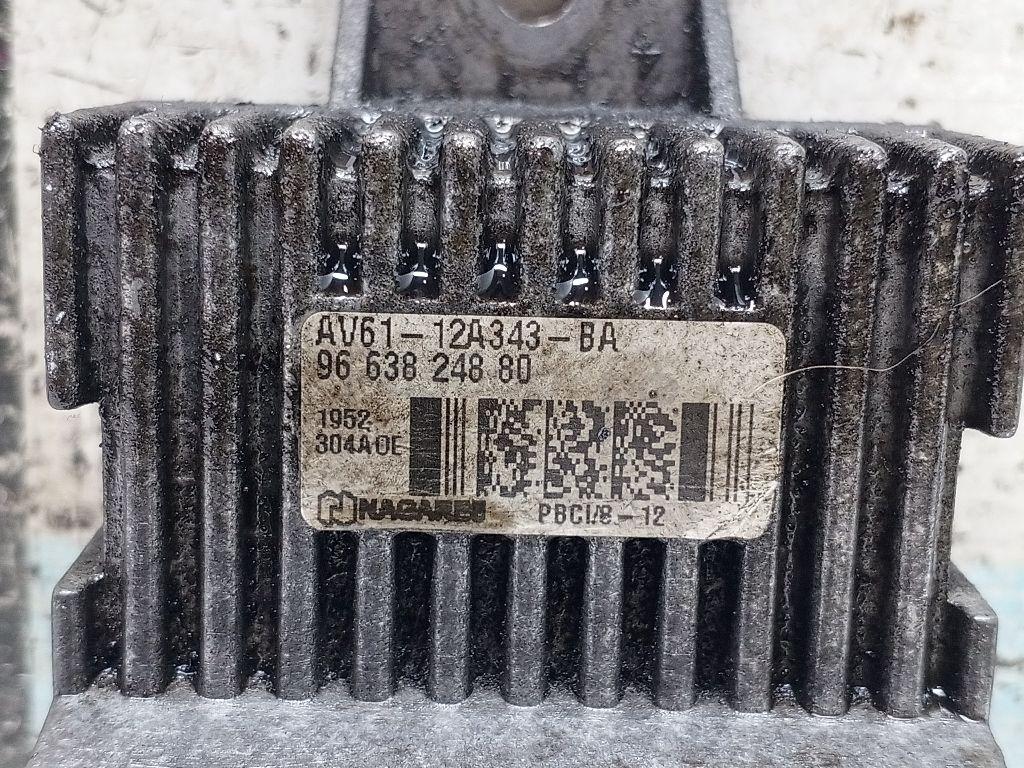 AV61-12A343-BA
96 638 248 80
1952
304A0E
NAGARES
PBCI/8-12